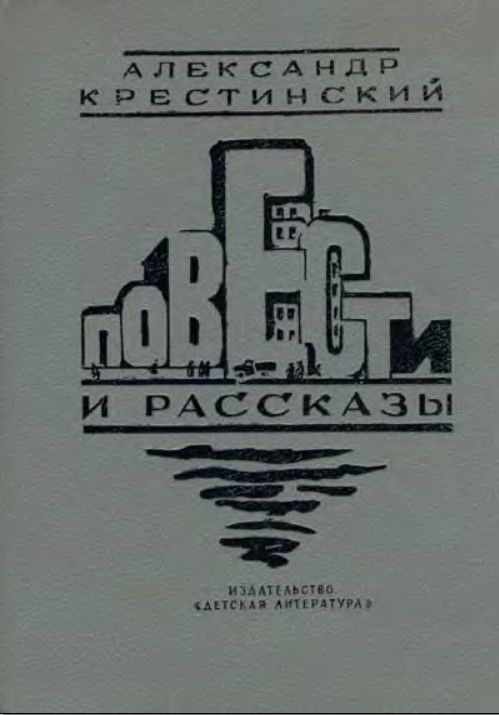 АЛЕКСАНДР
КРЕСТИНСКИЙ
ПОВЕСТИ
И РАССКАЗЫ
ИЗДАТЕЛЬСТВО
«ДЕТСКАЯ ЛИТЕРАТУРА»